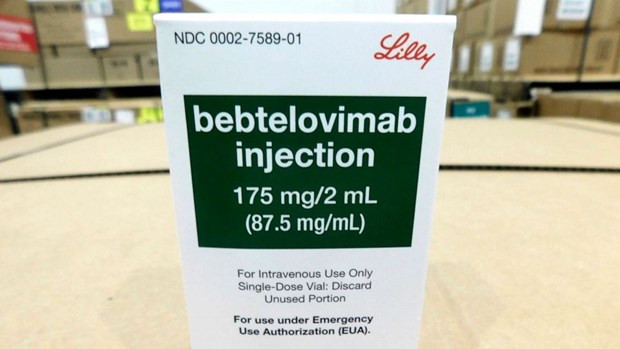 NDC 0002-7589-01
Lilly
bebtelovimab
injection
175 mg/2 mL
(87.5 mg/mL)
For Intravenous Use Only
Single-Dose Vial: Discard
Unused Portion
For use under Emergency
Use Authorization (EUA).